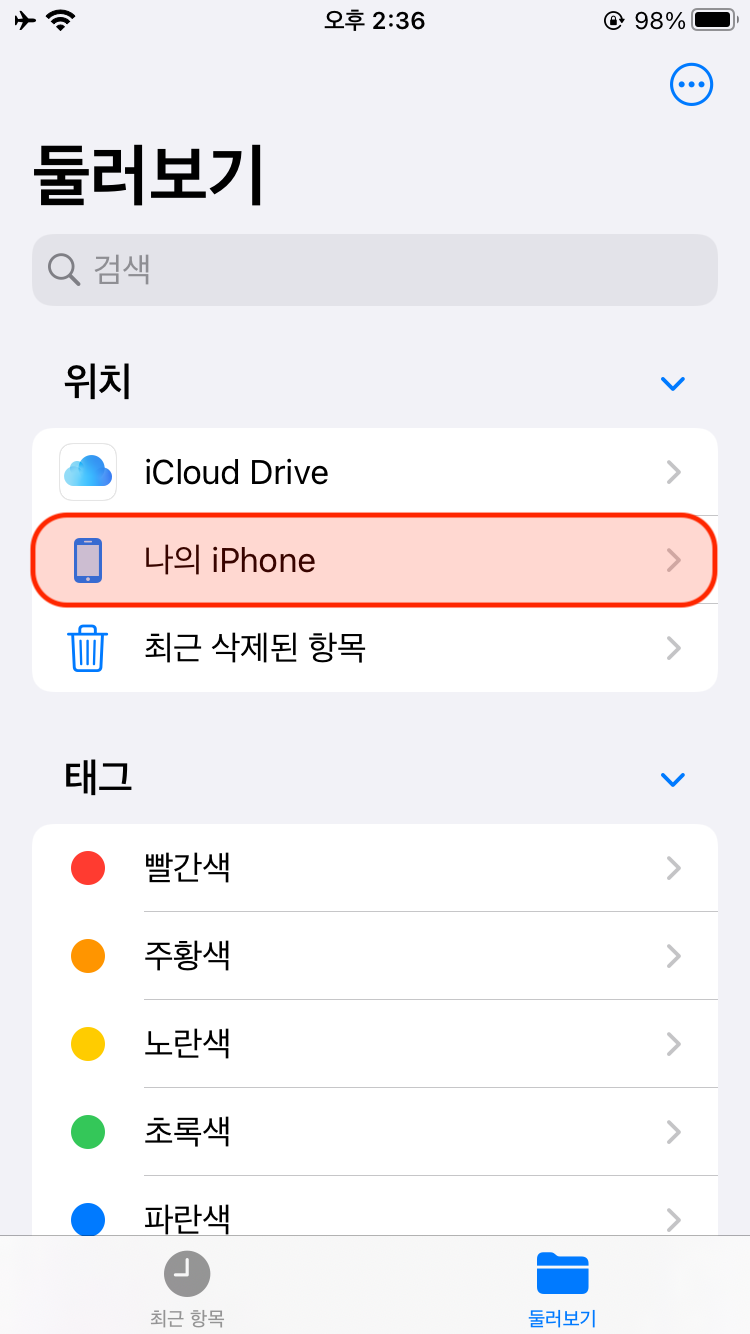 오후 2:36
98%
둘러보기
검색
위치
iCloud Drive
나의 iPhone
최근 삭제된 항목
태그
빨간색
주황색
노란색
초록색
파란색
최근 항목
둘러보기